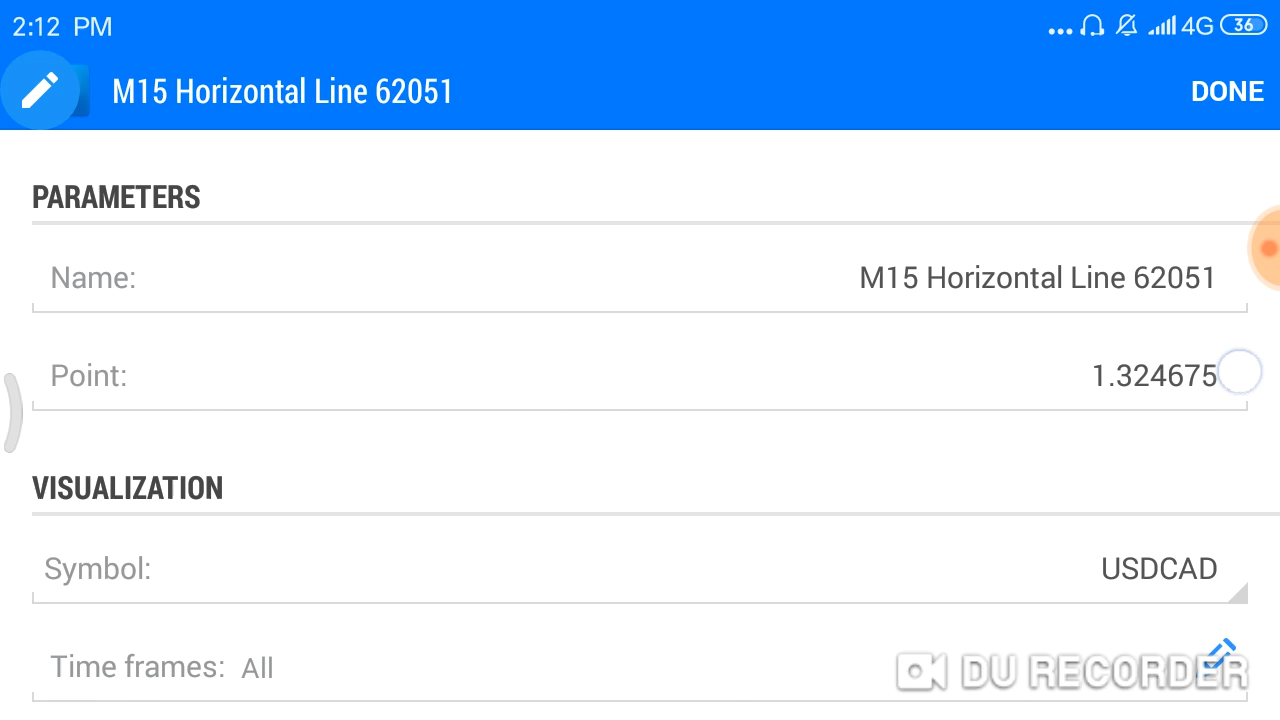 2:12 PM
4G 36
M15 Horizontal Line 62051
DONE
PARAMETERS
Name: M15 Horizontal Line 62051
Point: 1.324675
VISUALIZATION
Symbol: USDCAD
Time frames: All
DU RECORDER